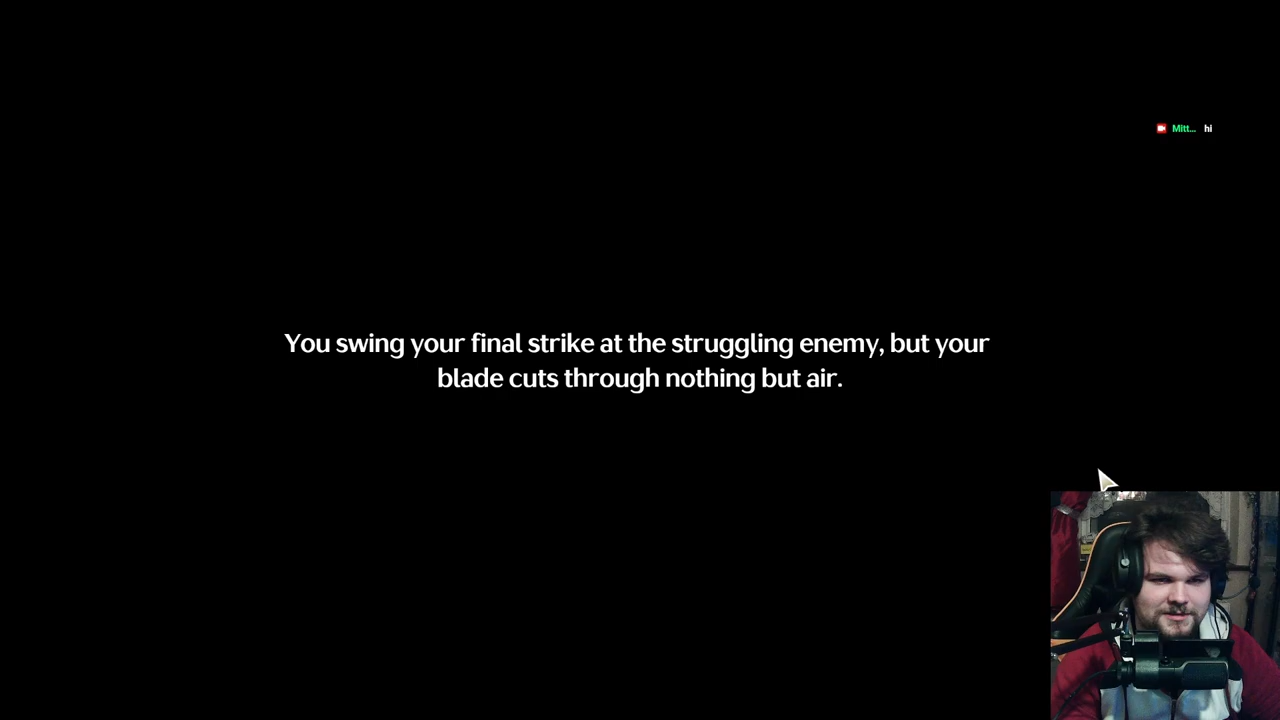 Mitt... hi
You swing your final strike at the struggling enemy, but your
blade cuts through nothing but air.